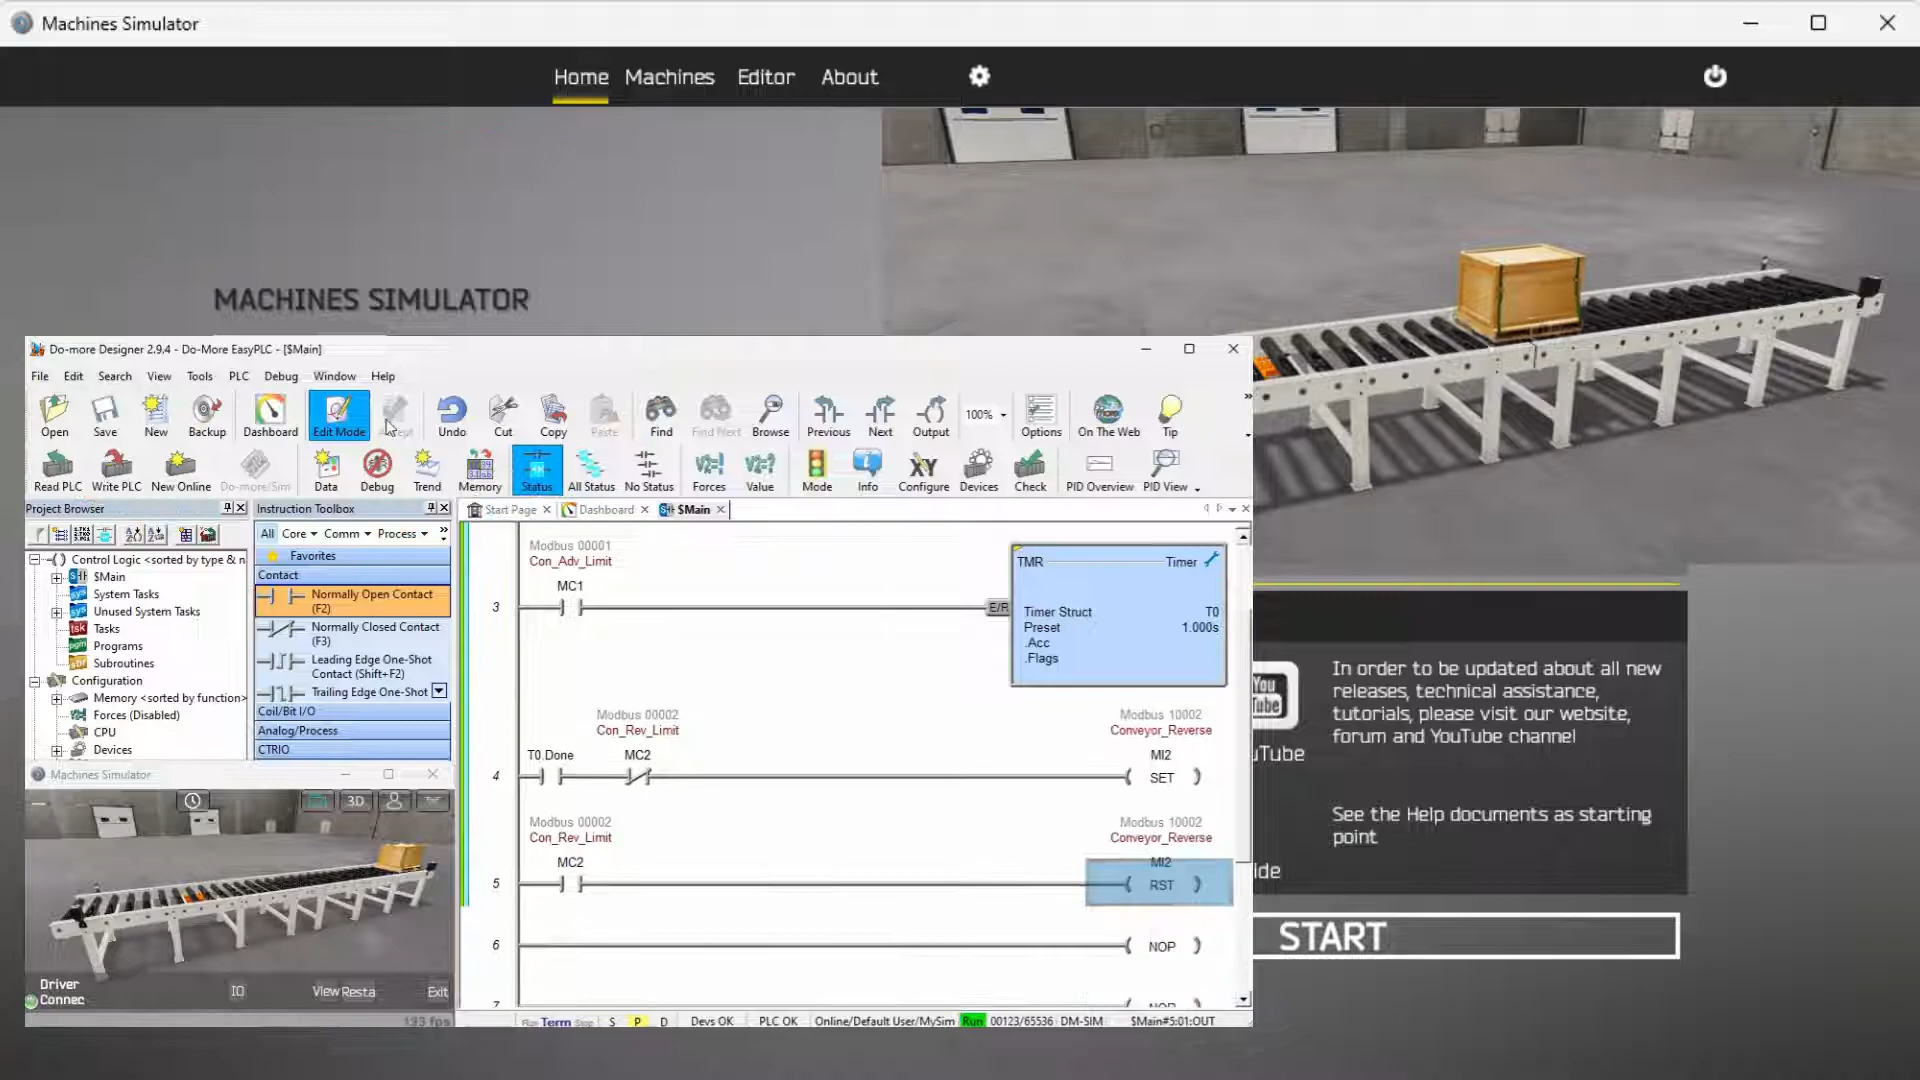 Machines Simulator
Home Machines Editor About
MACHINES SIMULATOR
Do-more Designer 2.9.4 - Do-More EasyPLC - [$Main]
File Edit Search View Tools PLC Debug Window Help
Open Save New Backup Dashboard Edit Mode Accept Undo Cut Copy Paste Find Find Next Browse Previous Next Output 100% Options On The Web Tip
Read PLC Write PLC New Online Do-more/Sim Data Debug Trend Memory Status All Status No Status Forces Value Mode Info Configure Devices Check PID Overview PID View
Project Browser
Instruction Toolbox
Start Page Dashboard $Main
All Core Comm Process
Control Logic <sorted by type & n
$Main
System Tasks
Unused System Tasks
Tasks
Programs
Subroutines
Configuration
Memory <sorted by function>
Forces (Disabled)
CPU
Devices
Favorites
Contact
Normally Open Contact
(F2)
Normally Closed Contact
(F3)
Leading Edge One-Shot
Contact (Shift+F2)
Trailing Edge One-Shot
Coil/Bit I/O
Analog/Process
CTRIO
Modbus 00001
Con_Adv_Limit
MC1
3
E/R
TMR Timer
Timer Struct T0
Preset 1.000s
.Acc
.Flags
Modbus 00002
Con_Rev_Limit
Modbus 10002
Conveyor_Reverse
T0.Done MC2 MI2
4
SET
Modbus 00002
Con_Rev_Limit
Modbus 10002
Conveyor_Reverse
MC2 MI2
5
RST
6
NOP
7
NOP
Run Term Stop S P D Devs OK PLC OK Online/Default User/MySim Run 00123/65536 DM-SIM $Main#5:01:OUT
Machines Simulator
3D
Driver
Connec
IO
View Resta
Exit
133 fps
You
Tube
uTube
In order to be updated about all new
releases, technical assistance,
tutorials, please visit our website,
forum and YouTube channel
See the Help documents as starting
point
ide
START